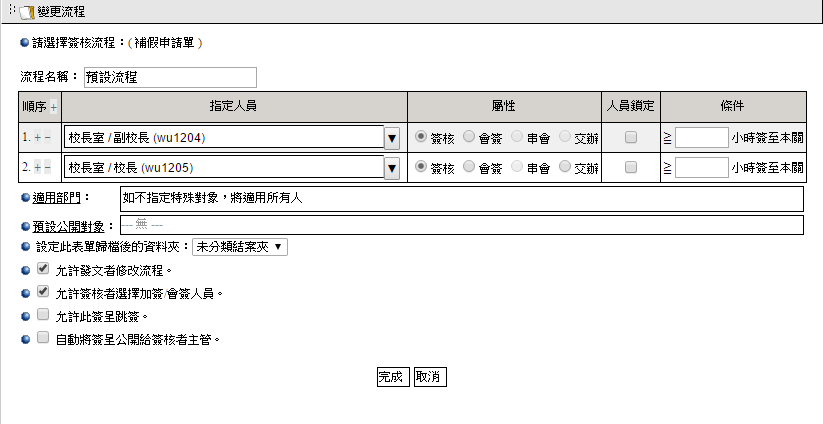 變更流程
請選擇簽核流程：( 補假申請單 )
流程名稱： 預設流程
順序 + 指定人員 屬性 人員鎖定 條件
1. + − 校長室 / 副校長 (wu1204) ▼ 簽核 會簽 串會 交辦 ≧ 小時簽至本關
2. + − 校長室 / 校長 (wu1205) ▼ 簽核 會簽 串會 交辦 ≧ 小時簽至本關
適用部門： 如不指定特殊對象，將適用所有人
預設公開對象： --- 無 ---
設定此表單歸檔後的資料夾： 未分類結案夾 ▼
允許發文者修改流程。
允許簽核者選擇加簽/會簽人員。
允許此簽呈跳簽。
自動將簽呈公開給簽核者主管。
完成 取消